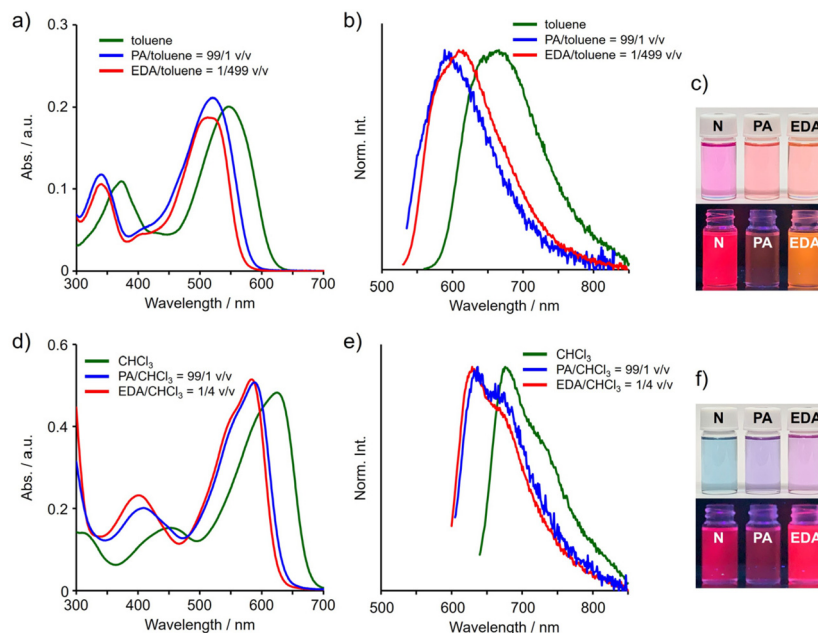 a)
toluene
PA/toluene = 99/1 v/v
EDA/toluene = 1/499 v/v
Abs. / a.u.
0.3
0.2
0.1
0
300 400 500 600 700
Wavelength / nm
b)
toluene
PA/toluene = 99/1 v/v
EDA/toluene = 1/499 v/v
Norm. Int.
500 600 700 800
Wavelength / nm
c)
N PA EDA
N PA EDA
d)
CHCl₃
PA/CHCl₃ = 99/1 v/v
EDA/CHCl₃ = 1/4 v/v
Abs. / a.u.
0.6
0.4
0.2
0
300 400 500 600 700
Wavelength / nm
e)
CHCl₃
PA/CHCl₃ = 99/1 v/v
EDA/CHCl₃ = 1/4 v/v
Norm. Int.
500 600 700 800
Wavelength / nm
f)
N PA EDA
N PA EDA